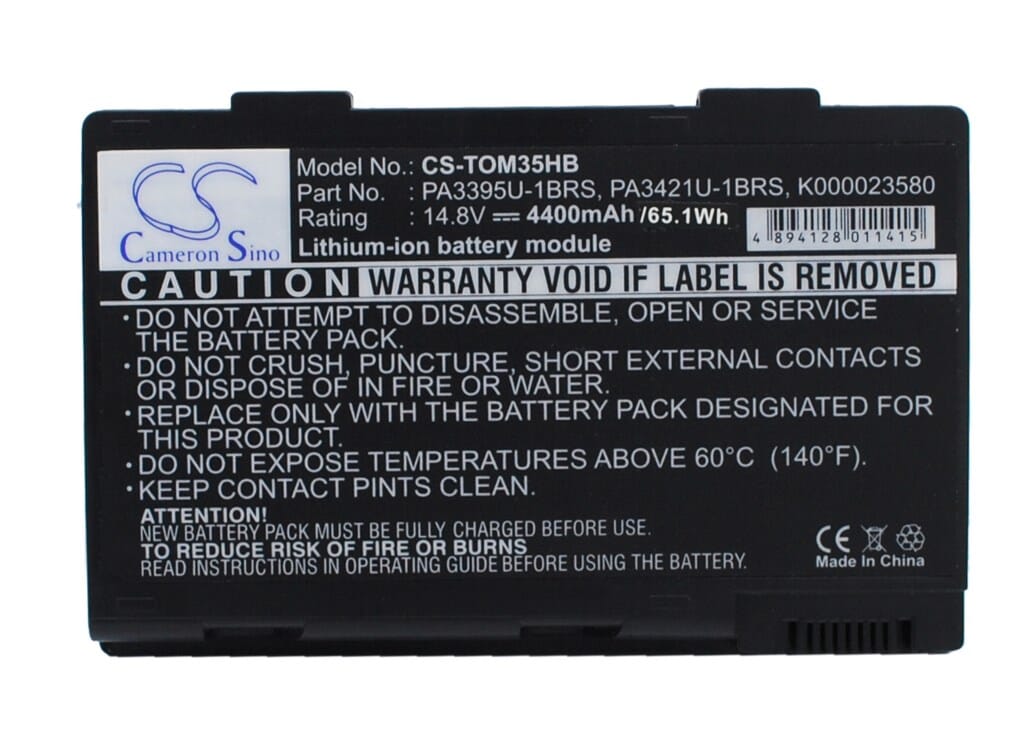 CS
Cameron Sino
Model No.: CS-TOM35HB
Part No. : PA3395U-1BRS, PA3421U-1BRS, K000023580
Rating : 14.8V 4400mAh /65.1Wh
Lithium-ion battery module
4 894128 011415
CAUTION WARRANTY VOID IF LABEL IS REMOVED
· DO NOT ATTEMPT TO DISASSEMBLE, OPEN OR SERVICE
THE BATTERY PACK.
· DO NOT CRUSH, PUNCTURE, SHORT EXTERNAL CONTACTS
OR DISPOSE OF IN FIRE OR WATER.
· REPLACE ONLY WITH THE BATTERY PACK DESIGNATED FOR
THIS PRODUCT.
· DO NOT EXPOSE TEMPERATURES ABOVE 60°C (140°F).
· KEEP CONTACT PINTS CLEAN.
ATTENTION!
NEW BATTERY PACK MUST BE FULLY CHARGED BEFORE USE.
TO REDUCE RISK OF FIRE OR BURNS
READ INSTRUCTIONS IN OPERATING GUIDE BEFORE USING THE BATTERY.
CE
Made In China